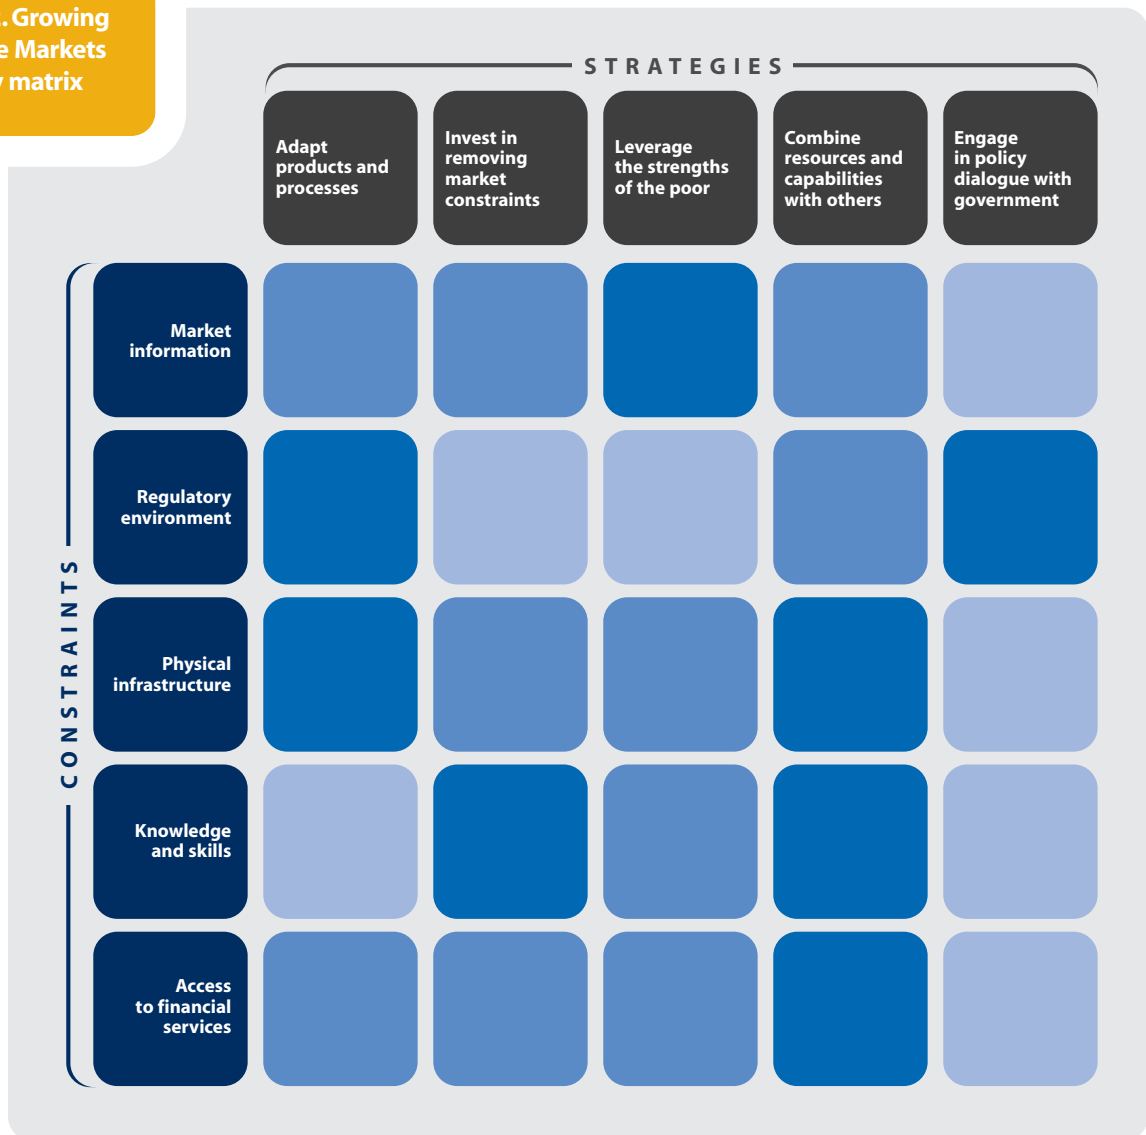 . Growing
Markets
matrix
STRATEGIES
Adapt
products and
processes
Invest in
removing
market
constraints
Leverage
the strengths
of the poor
Combine
resources and
capabilities
with others
Engage
in policy
dialogue with
government
CONSTRAINTS
Market
information
Regulatory
environment
Physical
infrastructure
Knowledge
and skills
Access
to financial
services